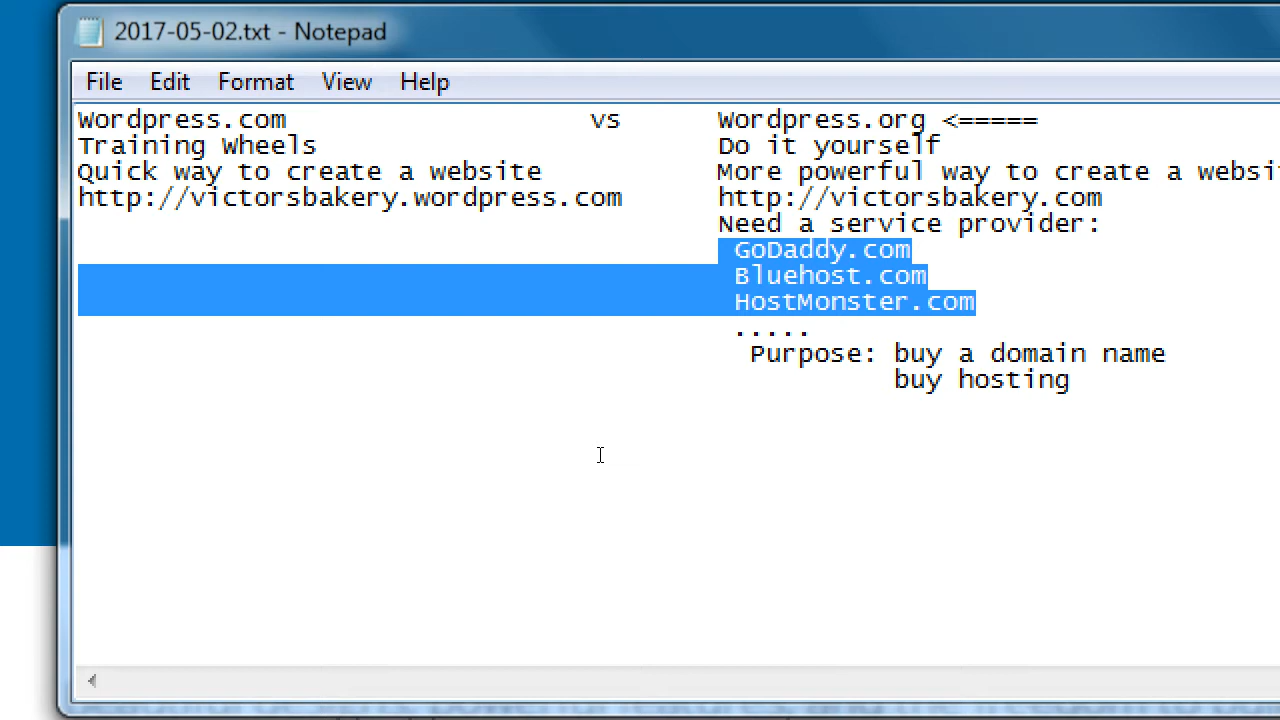 2017-05-02.txt - Notepad
File Edit Format View Help
Wordpress.com vs Wordpress.org <=====
Training Wheels Do it yourself
Quick way to create a website More powerful way to create a
http://victorsbakery.wordpress.com http://victorsbakery.com
Need a service provider:
GoDaddy.com
Bluehost.com
HostMonster.com
.....
Purpose: buy a domain name
buy hosting